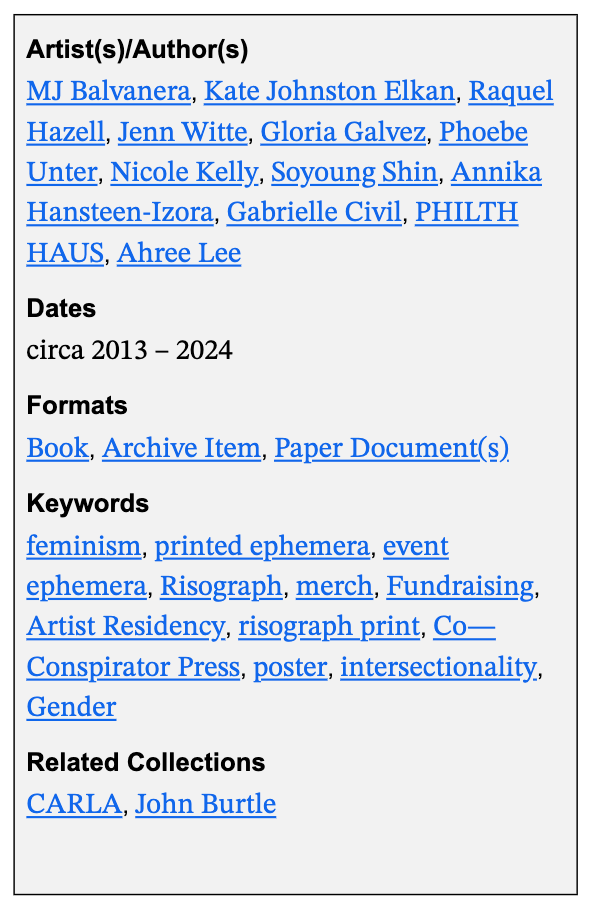 Artist(s)/Author(s)
MJ Balvanera, Kate Johnston Elkan, Raquel
Hazell, Jenn Witte, Gloria Galvez, Phoebe
Unter, Nicole Kelly, Soyoung Shin, Annika
Hansteen-Izora, Gabrielle Civil, PHILTH
HAUS, Ahree Lee
Dates
circa 2013 – 2024
Formats
Book, Archive Item, Paper Document(s)
Keywords
feminism, printed ephemera, event
ephemera, Risograph, merch, Fundraising,
Artist Residency, risograph print, Co—
Conspirator Press, poster, intersectionality,
Gender
Related Collections
CARLA, John Burtle